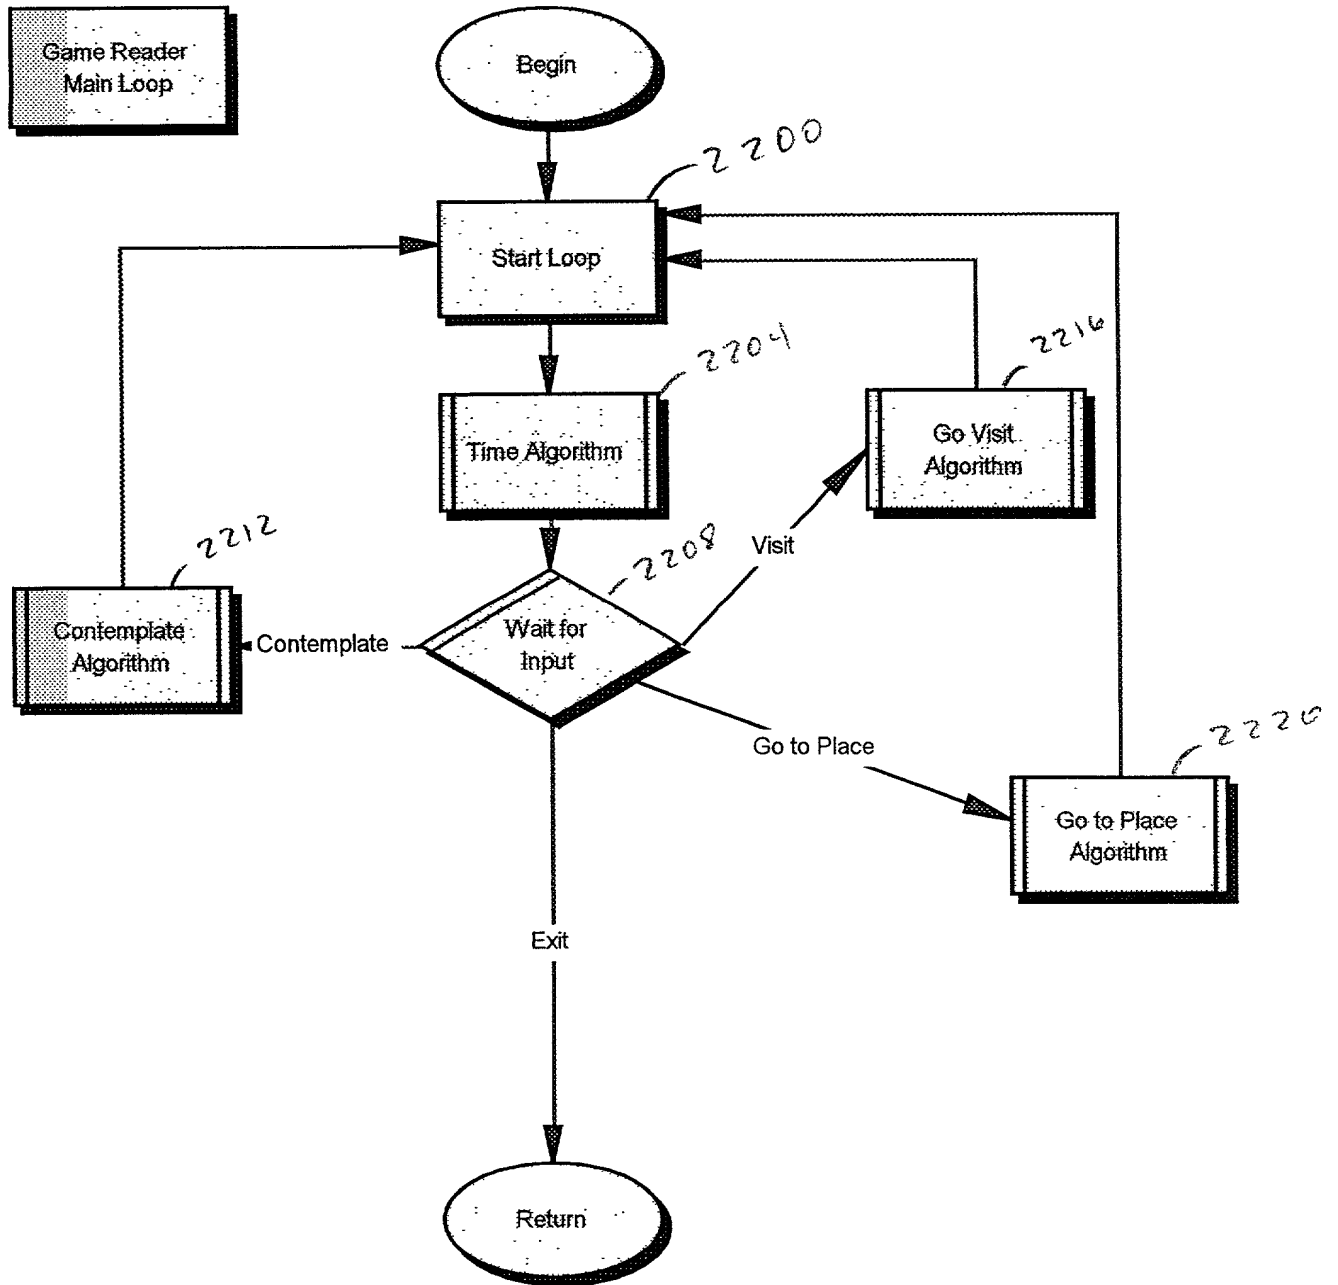 Game Reader
Main Loop
Begin
2200
Start Loop
2204
Time Algorithm
2216
Go Visit
Algorithm
2212
2208
Visit
Contemplate
Algorithm
Contemplate
Wait for
Input
Go to Place
2220
Go to Place
Algorithm
Exit
Return